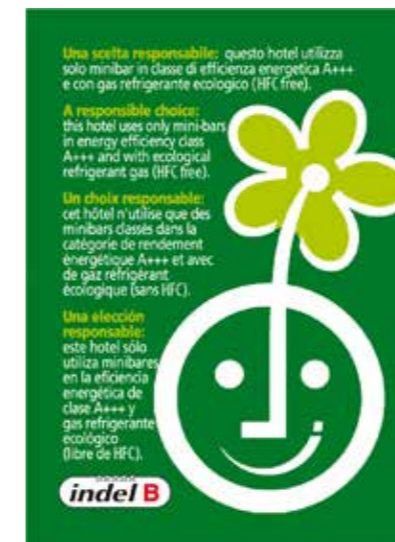 Una scelta responsabile: questo hotel utilizza
solo minibar in classe di efficienza energetica A+++
e con gas refrigerante ecologico (HFC free).
A responsible choice:
this hotel uses only mini-bars
in energy efficiency class
A+++ and with ecological
refrigerant gas (HFC free).
Un choix responsable:
cet hôtel n'utilise que des
minibars classés dans la
catégorie de rendement
énergétique A+++ et avec
de gaz réfrigérant
écologique (sans HFC).
Una elección
responsable:
este hotel sólo
utiliza minibares
en la eficiencia
energética de
clase A+++ y
gas refrigerante
ecológico
(libre de HFC).
indel B